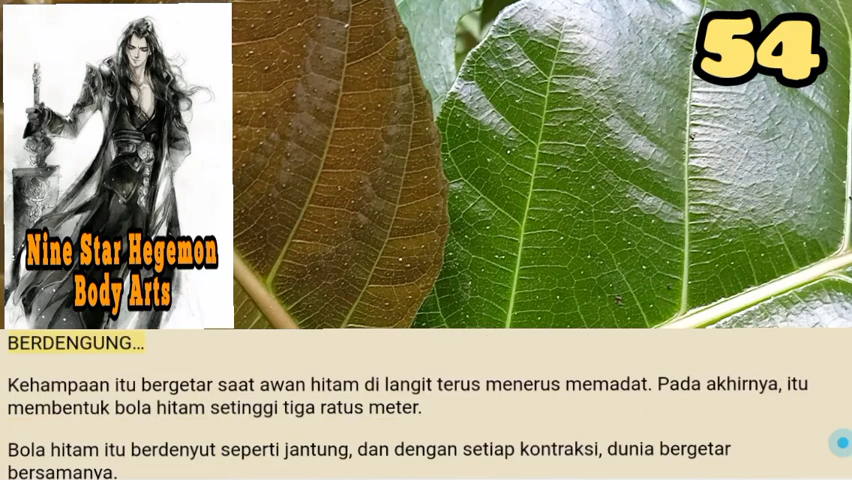 54
Nine Star Hegemon
Body Arts
BERDENGUNG...
Kehampaan itu bergetar saat awan hitam di langit terus menerus memadat. Pada akhirnya, itu
membentuk bola hitam setinggi tiga ratus meter.
Bola hitam itu berdenyut seperti jantung, dan dengan setiap kontraksi, dunia bergetar
bersamanya.